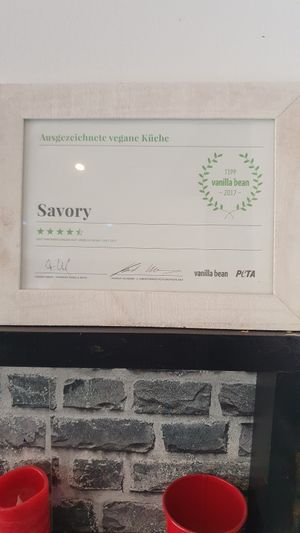 Ausgezeichnete vegane Küche
TIPP
vanilla bean
– 2017 –
Savory
vanilla bean
PETA